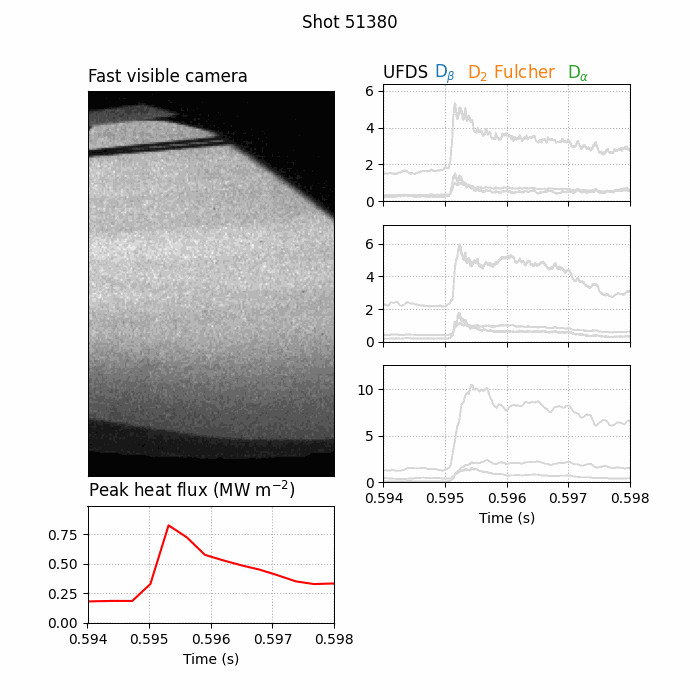 Shot 51380
Fast visible camera
UFDS Dβ D2 Fulcher Dα
6
4
2
0
6
4
2
0
10
5
0
0.594 0.595 0.596 0.597 0.598
Time (s)
Peak heat flux (MW m−2)
0.75
0.50
0.25
0.00
0.594 0.595 0.596 0.597 0.598
Time (s)